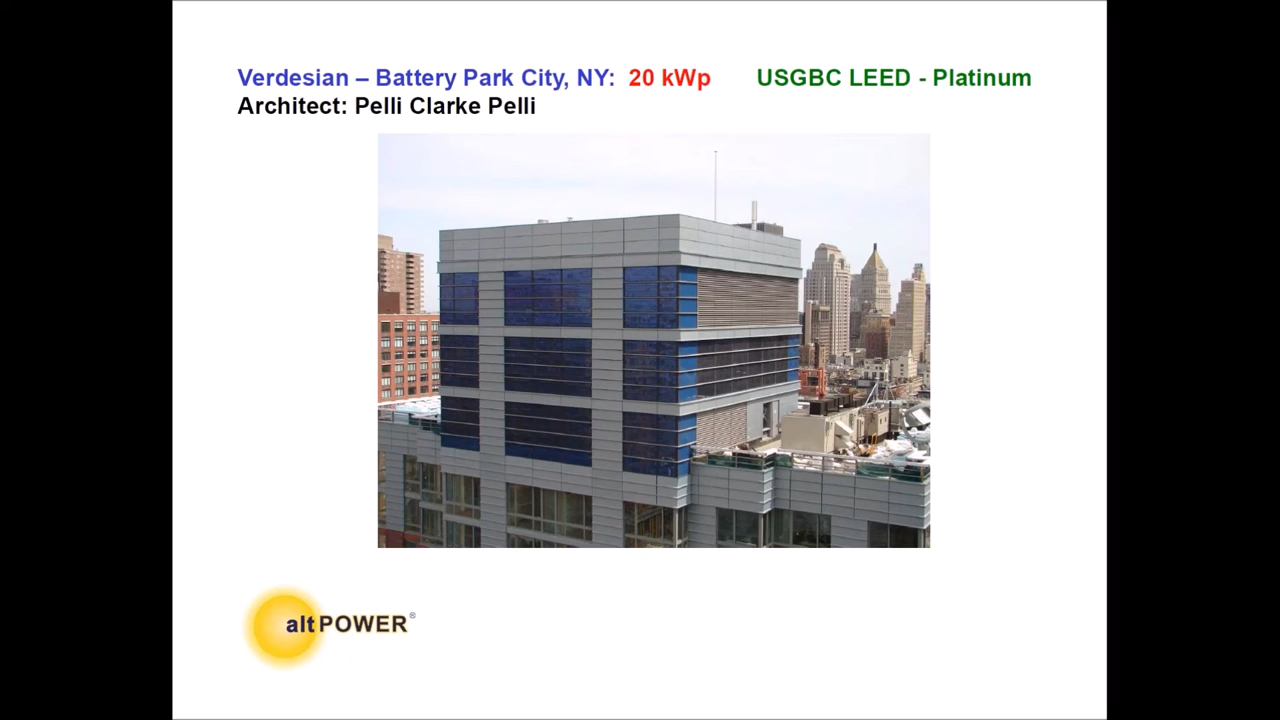 Verdesian – Battery Park City, NY: 20 kWp USGBC LEED - Platinum
Architect: Pelli Clarke Pelli
altPOWER®